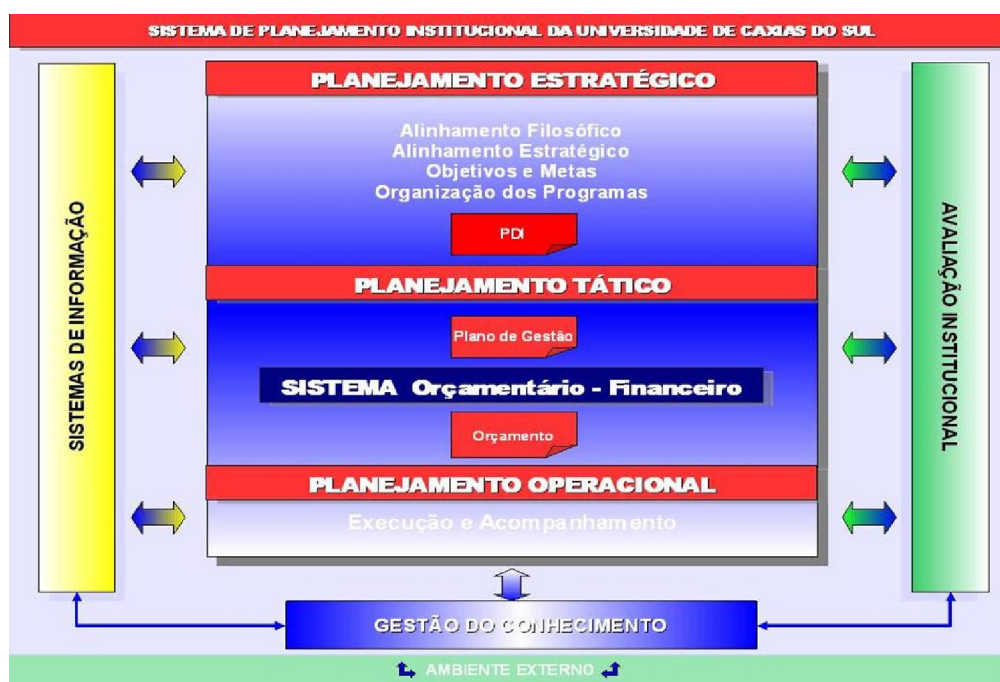 SISTEMA DE PLANEJAMENTO INSTITUCIONAL DA UNIVERSIDADE DE CAXIAS DO SUL
SISTEMAS DE INFORMAÇÃO
PLANEJAMENTO ESTRATÉGICO
Alinhamento Filosófico
Alinhamento Estratégico
Objetivos e Metas
Organização dos Programas
PDI
PLANEJAMENTO TÁTICO
Plano de Gestão
SISTEMA Orçamentário - Financeiro
Orçamento
PLANEJAMENTO OPERACIONAL
Execução e Acompanhamento
AVALIAÇÃO INSTITUCIONAL
GESTÃO DO CONHECIMENTO
AMBIENTE EXTERNO